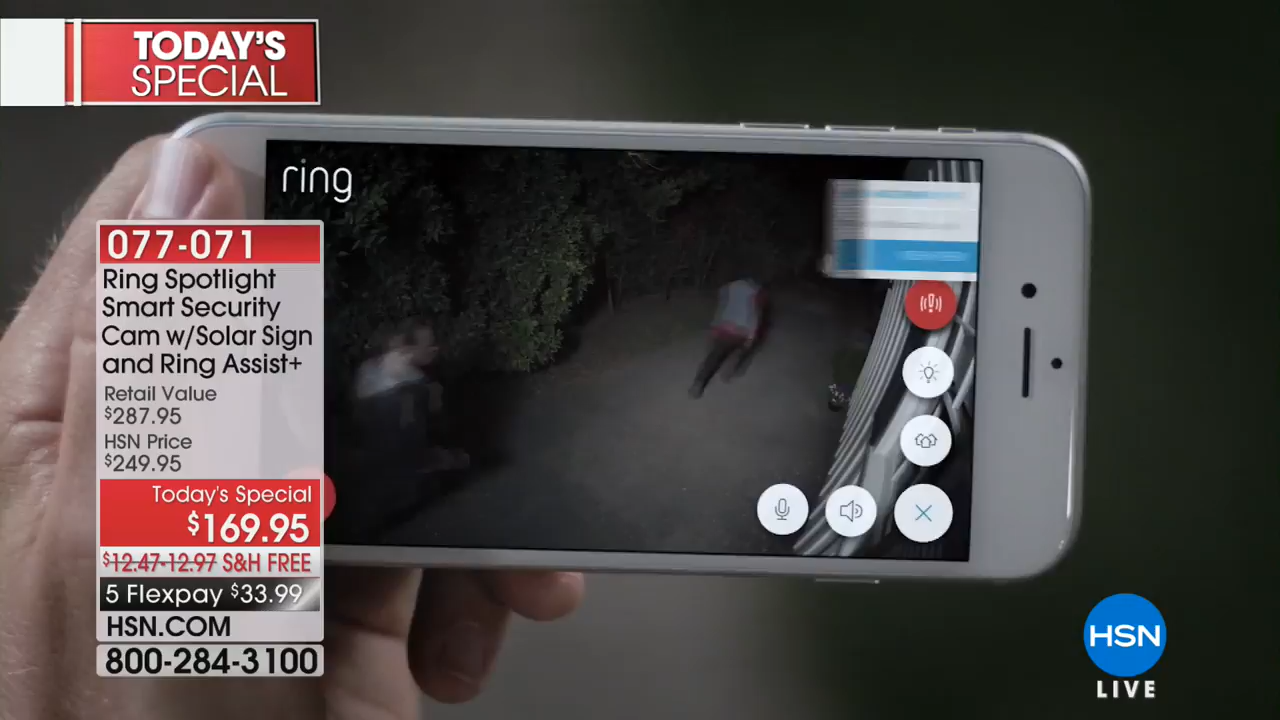 TODAY'S
SPECIAL
ring
077-071
Ring Spotlight
Smart Security
Cam w/Solar Sign
and Ring Assist+
Retail Value
$287.95
HSN Price
$249.95
Today's Special
$169.95
$12.47-12.97 S&H FREE
5 Flexpay $33.99
HSN.COM
800-284-3100
HSN
LIVE